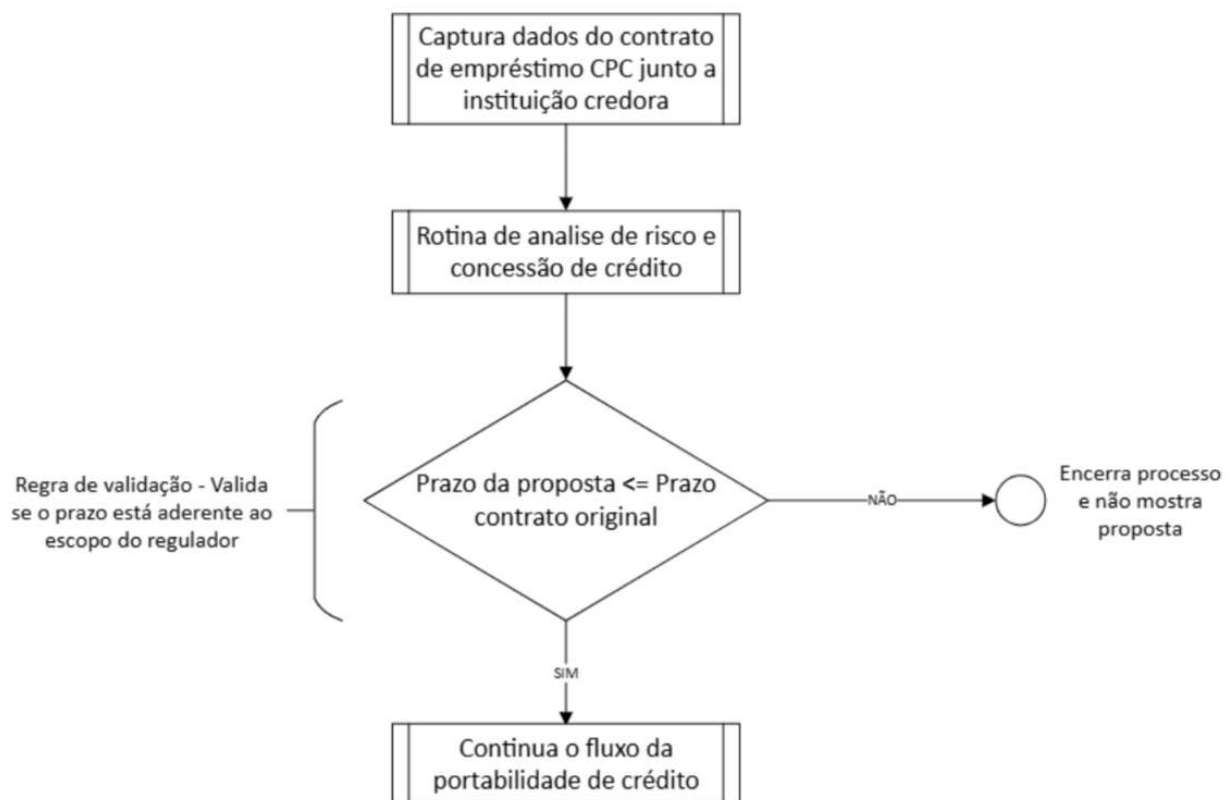 Captura dados do contrato
de empréstimo CPC junto a
instituição credora
Rotina de analise de risco e
concessão de crédito
Regra de validação - Valida
se o prazo está aderente ao
escopo do regulador
Prazo da proposta <= Prazo
contrato original
NÃO
Encerra processo
e não mostra
proposta
SIM
Continua o fluxo da
portabilidade de crédito